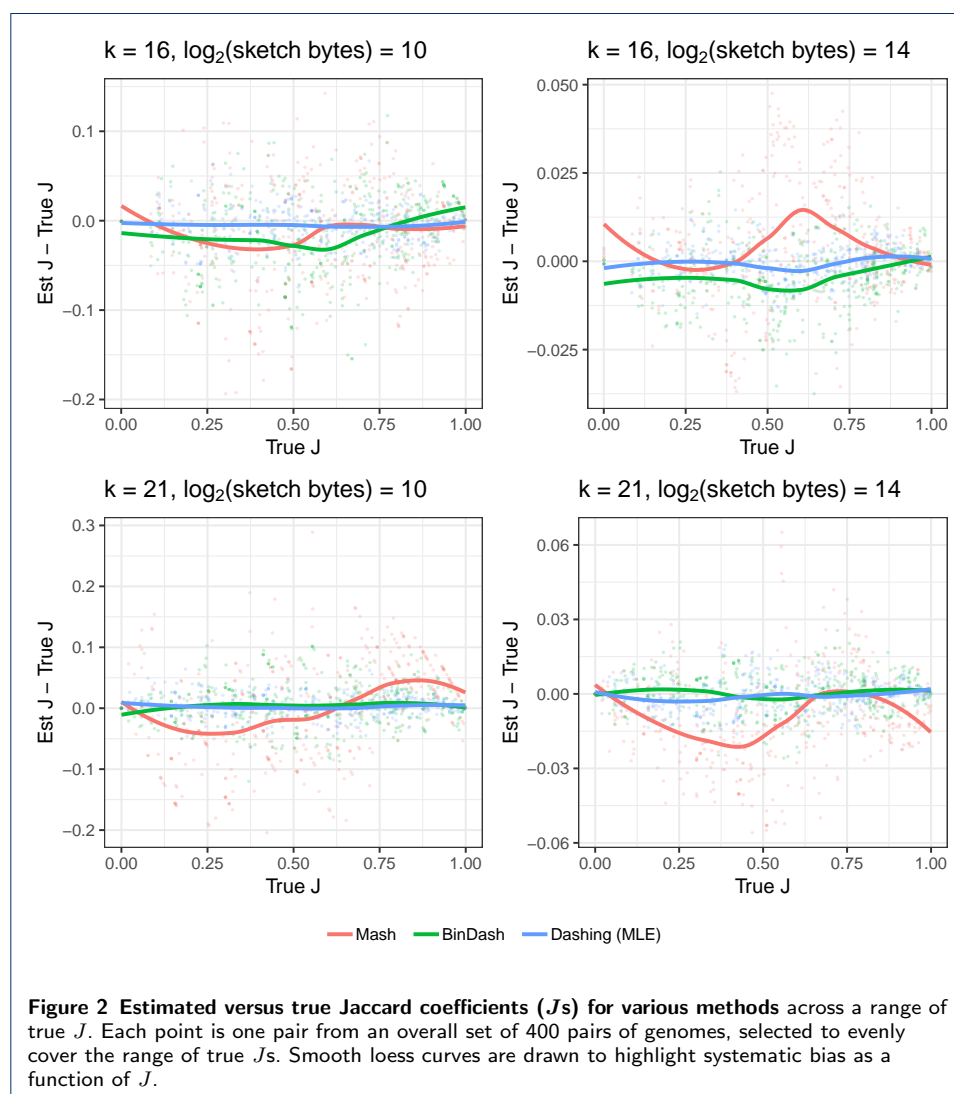 k = 16, log₂(sketch bytes) = 10
k = 16, log₂(sketch bytes) = 14
Est J − True J
0.1
0.0
−0.1
−0.2
0.00 0.25 0.50 0.75 1.00
True J
Est J − True J
0.050
0.025
0.000
−0.025
0.00 0.25 0.50 0.75 1.00
True J
k = 21, log₂(sketch bytes) = 10
k = 21, log₂(sketch bytes) = 14
Est J − True J
0.3
0.2
0.1
0.0
−0.1
−0.2
0.00 0.25 0.50 0.75 1.00
True J
Est J − True J
0.06
0.03
0.00
−0.03
−0.06
0.00 0.25 0.50 0.75 1.00
True J
Mash BinDash Dashing (MLE)
Figure 2 Estimated versus true Jaccard coefficients (Js) for various methods across a range of
true J. Each point is one pair from an overall set of 400 pairs of genomes, selected to evenly
cover the range of true Js. Smooth loess curves are drawn to highlight systematic bias as a
function of J.